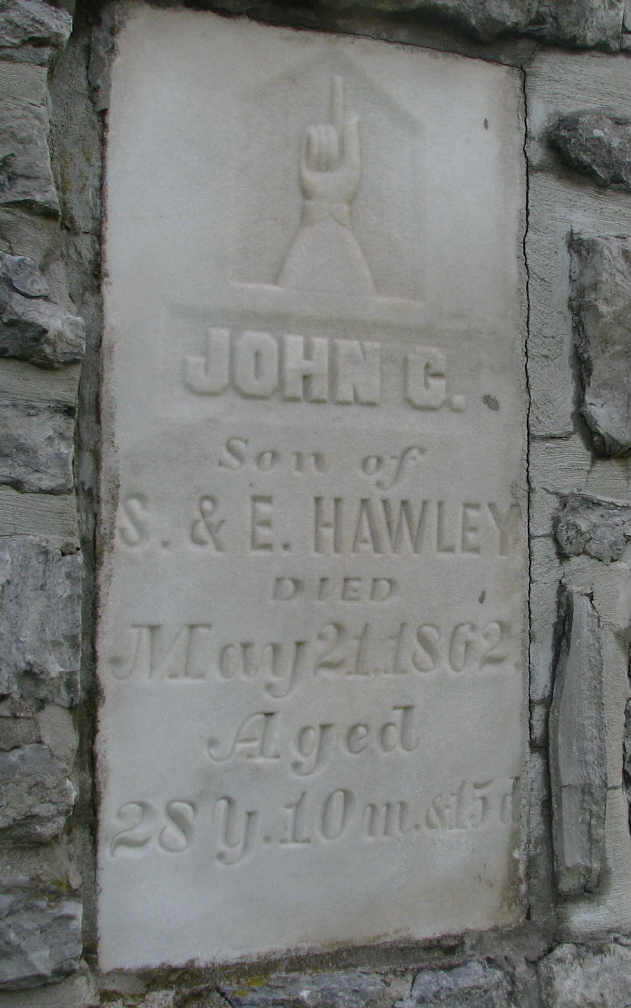 JOHN C.
Son of
S. & E. HAWLEY
DIED
May 21, 1862.
Aged
28 y. 10 m. & 15 d